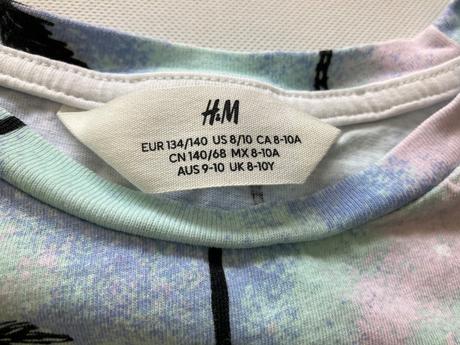 H&M
EUR 134/140 US 8/10 CA 8-10A
CN 140/68 MX 8-10A
AUS 9-10 UK 8-10Y